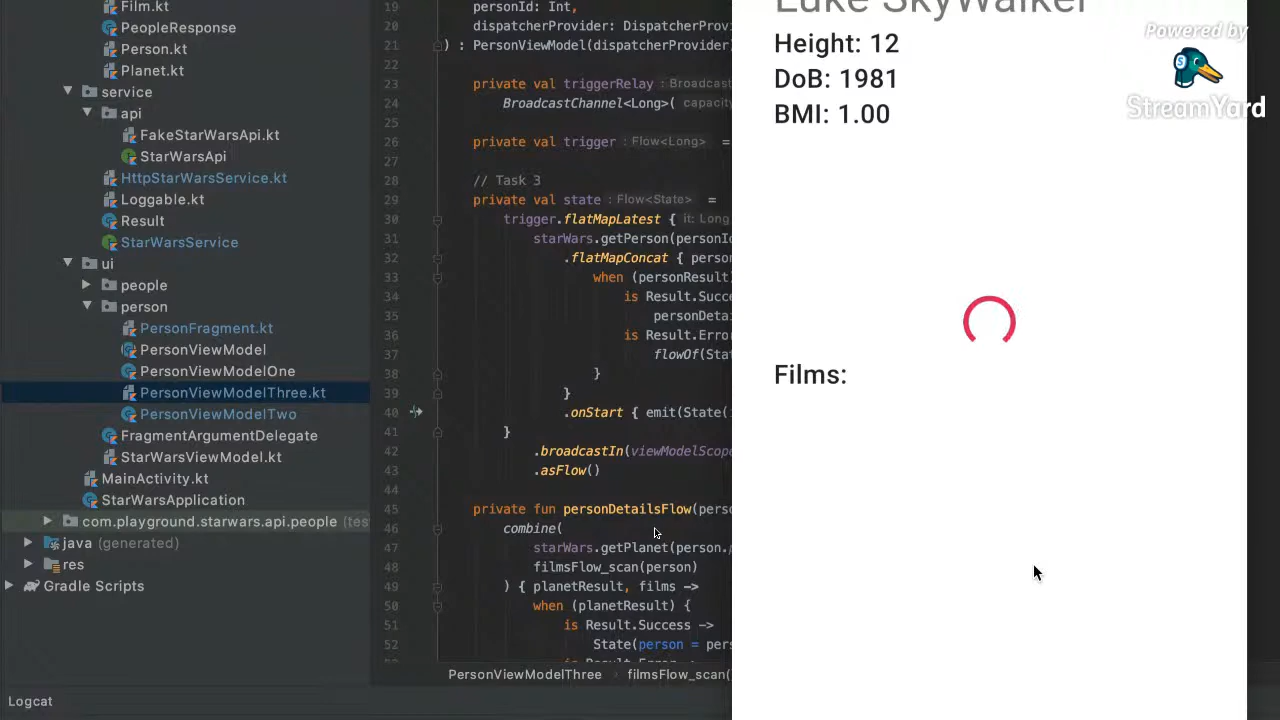 Film.kt
PeopleResponse
Person.kt
Planet.kt
service
api
FakeStarWarsApi.kt
StarWarsApi
HttpStarWarsService.kt
Loggable.kt
Result
StarWarsService
ui
people
person
PersonFragment.kt
PersonViewModel
PersonViewModelOne
PersonViewModelThree.kt
PersonViewModelTwo
FragmentArgumentDelegate
StarWarsViewModel.kt
MainActivity.kt
StarWarsApplication
com.playground.starwars.api.people (tes
java (generated)
res
Gradle Scripts
Logcat
19 personId: Int,
20 dispatcherProvider: DispatcherProvi
21 ) : PersonViewModel(dispatcherProvider,
22
23 private val triggerRelay : Broadcast
24 BroadcastChannel<Long>( capacity
25
26 private val trigger : Flow<Long> =
27
28 // Task 3
29 private val state : Flow<State> =
30 trigger.flatMapLatest { it: Long
31 starWars.getPerson(personId
32 .flatMapConcat { person
33 when (personResult)
34 is Result.Succe
35 personDetai
36 is Result.Error
37 flowOf(Stat
38 }
39 }
40 .onStart { emit(State(i
41 }
42 .broadcastIn(viewModelScope
43 .asFlow()
44
45 private fun personDetailsFlow(perso
46 combine(
47 starWars.getPlanet(person.p
48 filmsFlow_scan(person)
49 ) { planetResult, films ->
50 when (planetResult) {
51 is Result.Success ->
52 State(person = pers
PersonViewModelThree filmsFlow_scan(
Luke SkyWalker
Height: 12
DoB: 1981
BMI: 1.00
Films:
Powered by
S
StreamYard